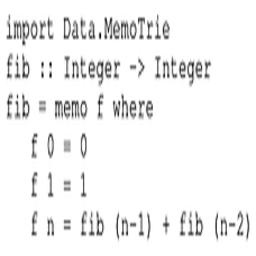 import Data.MemoTrie
fib :: Integer -> Integer
fib = memo f where
  f 0 = 0
  f 1 = 1
  f n = fib (n-1) + fib (n-2)